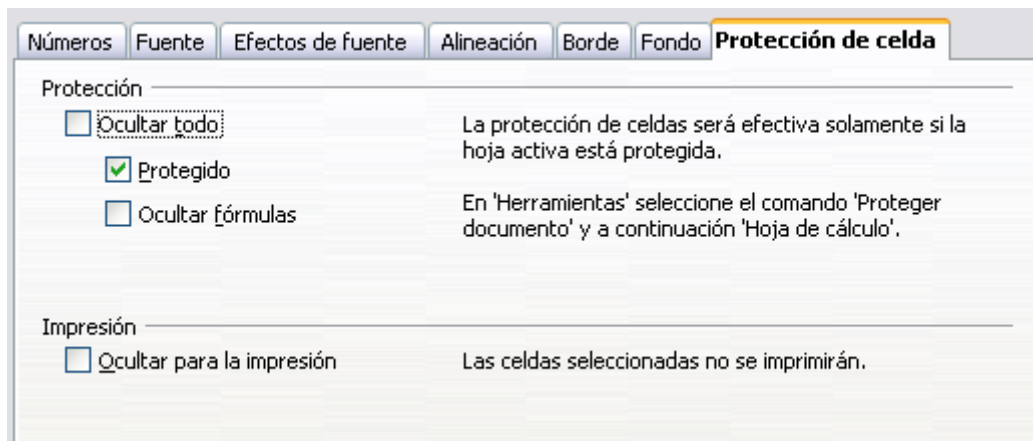 Números Fuente Efectos de fuente Alineación Borde Fondo Protección de celda
Protección
Ocultar todo
La protección de celdas será efectiva solamente si la
hoja activa está protegida.
Protegido
Ocultar fórmulas
En 'Herramientas' seleccione el comando 'Proteger
documento' y a continuación 'Hoja de cálculo'.
Impresión
Ocultar para la impresión
Las celdas seleccionadas no se imprimirán.